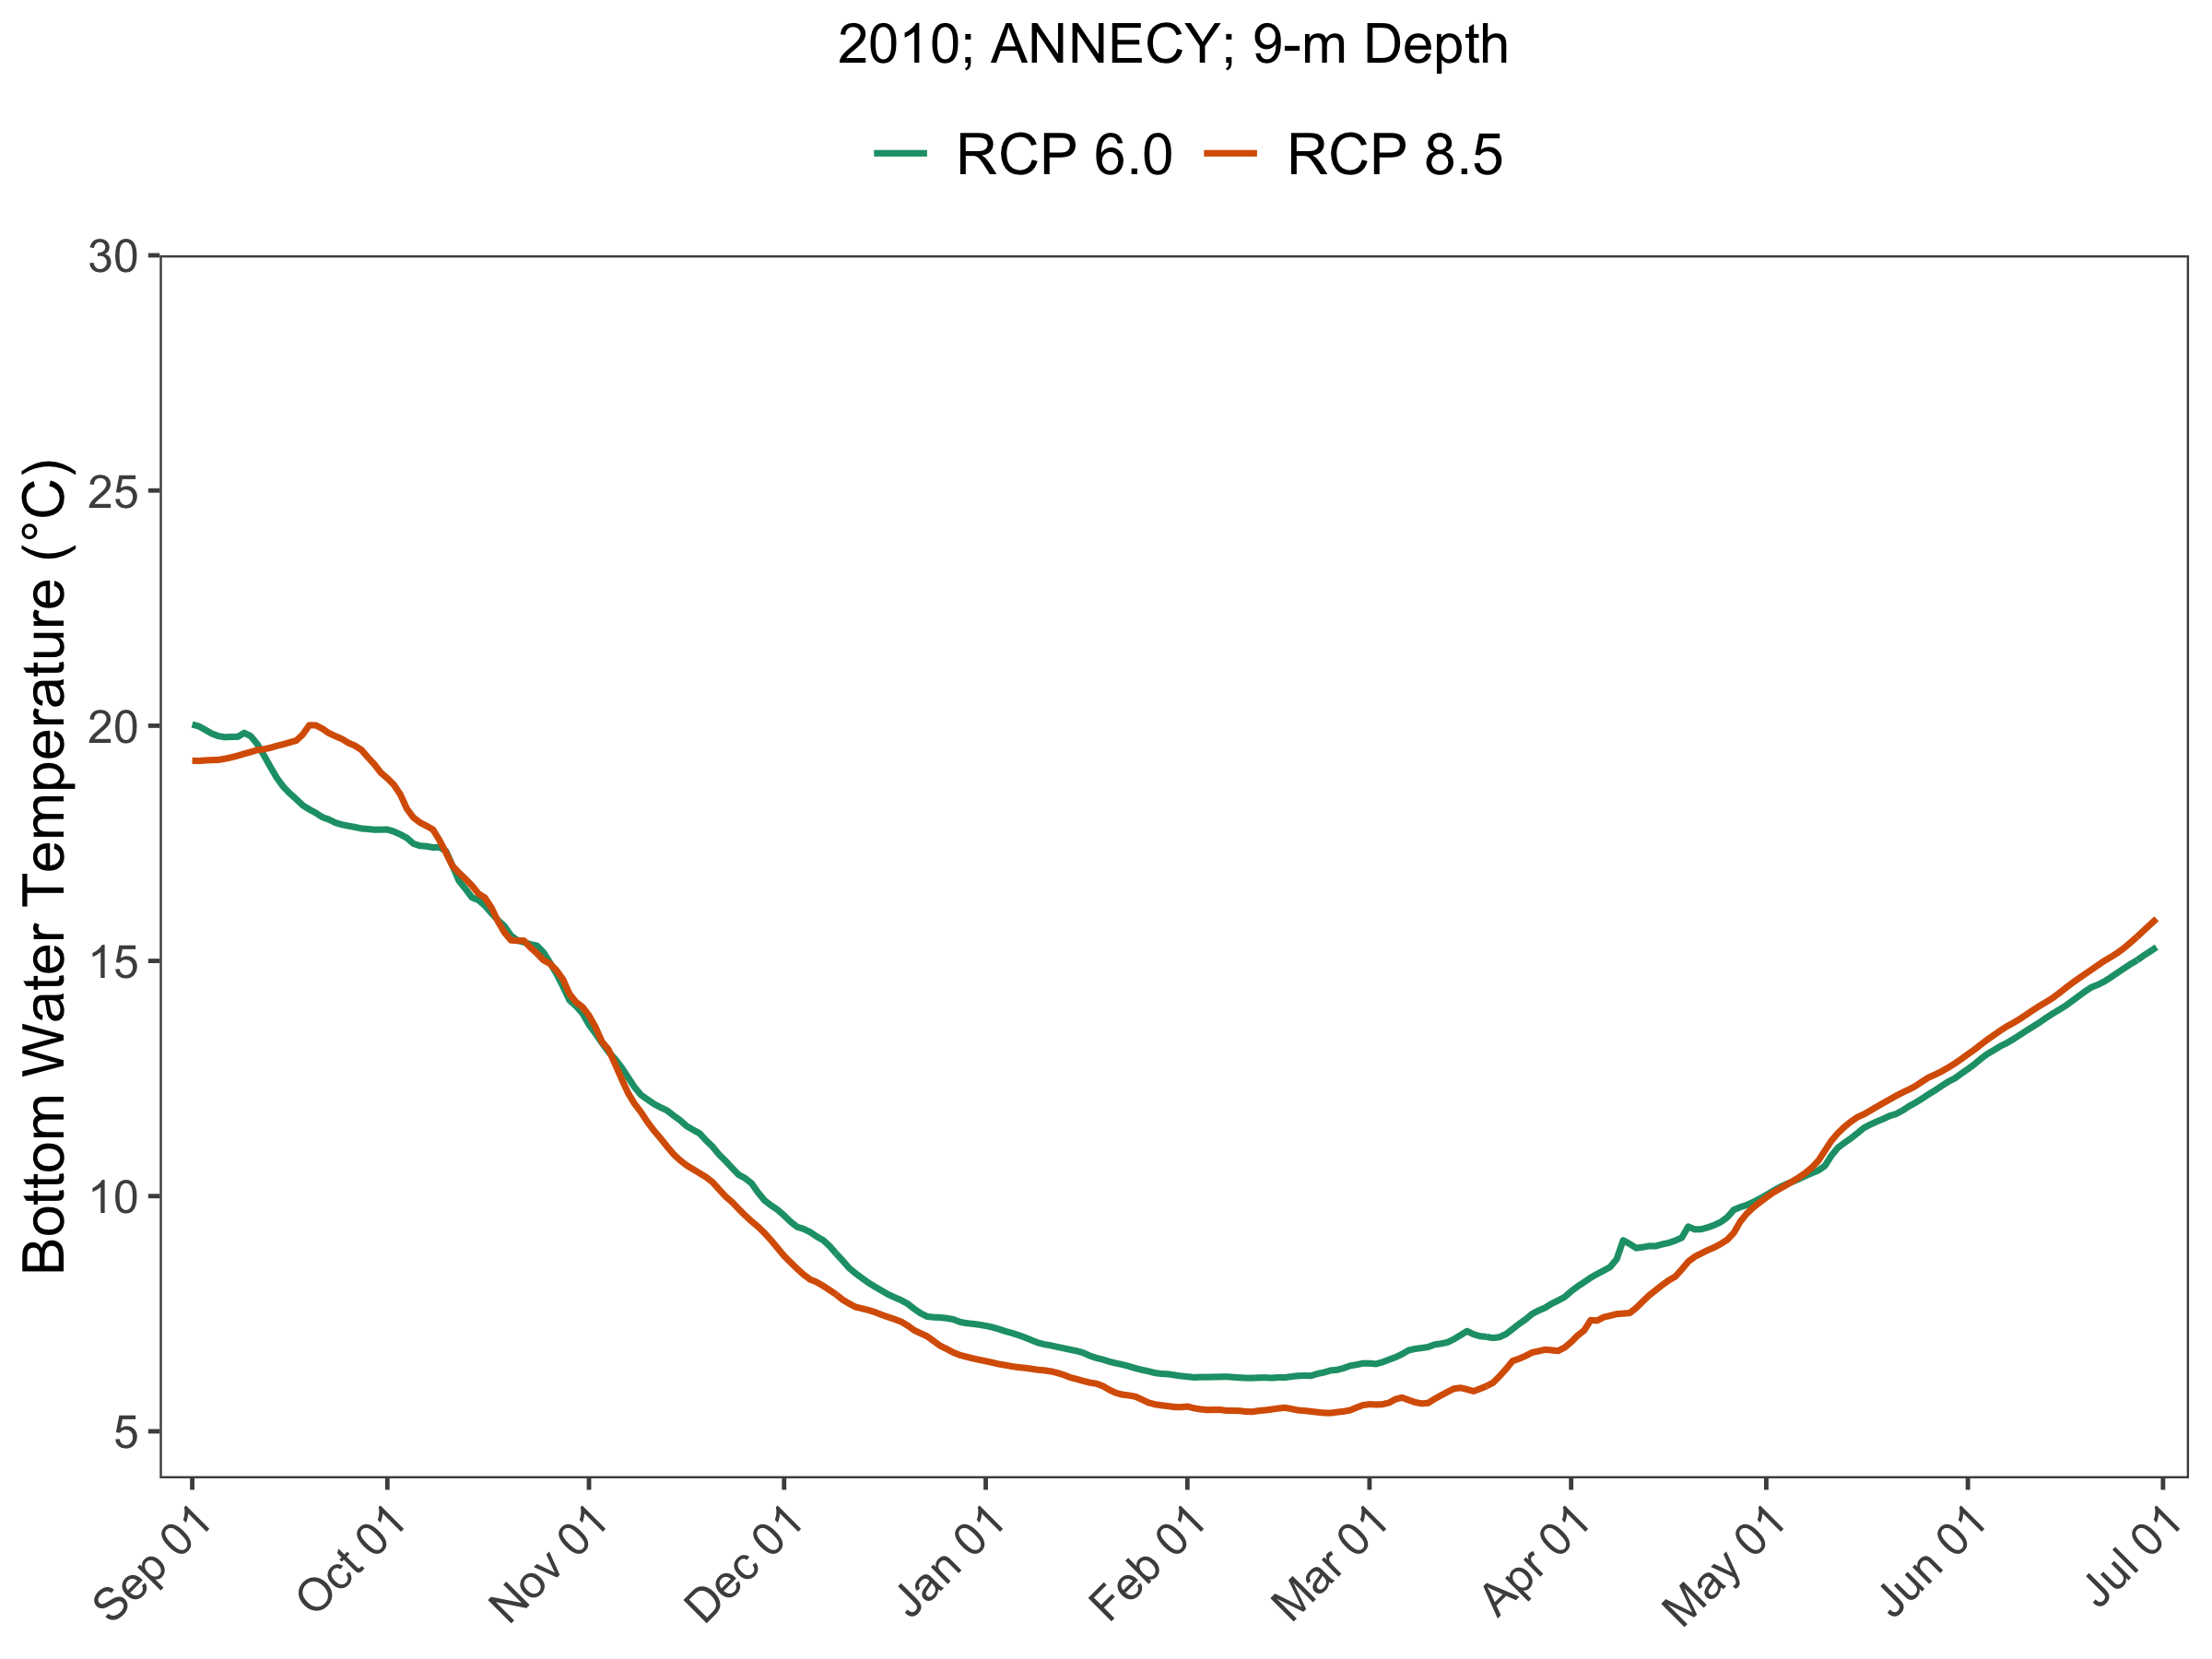 2010; ANNECY; 9-m Depth
RCP 6.0 RCP 8.5
Bottom Water Temperature (°C)
30
25
20
15
10
5
Sep 01 Oct 01 Nov 01 Dec 01 Jan 01 Feb 01 Mar 01 Apr 01 May 01 Jun 01 Jul 01